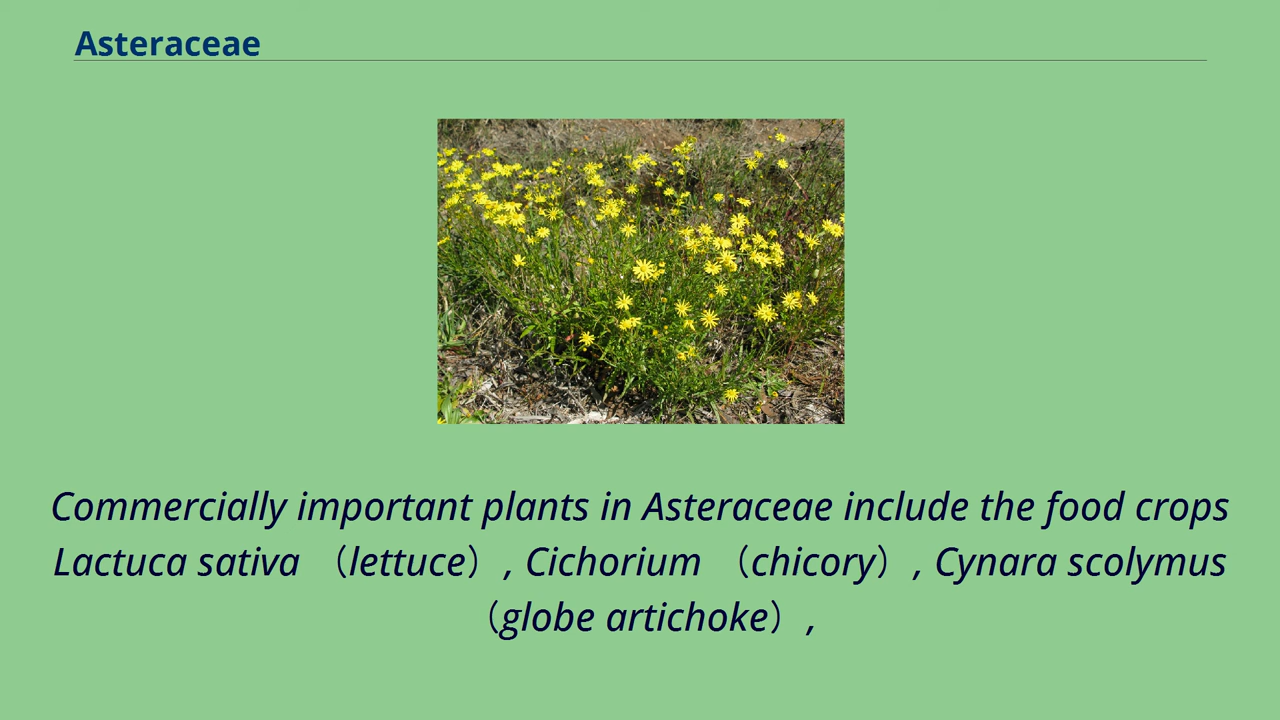 Asteraceae
Commercially important plants in Asteraceae include the food crops
Lactuca sativa （lettuce）, Cichorium （chicory）, Cynara scolymus
（globe artichoke）,